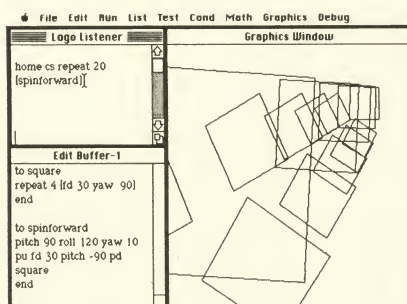 File Edit Run List Test Cond Math Graphics Debug
Logo Listener
Graphics Window
home cs repeat 20
[spinforward]
Edit Buffer-1
to square
repeat 4 [fd 30 yaw 90]
end
to spinforward
pitch 90 roll 120 yaw 10
pu fd 30 pitch -90 pd
square
end